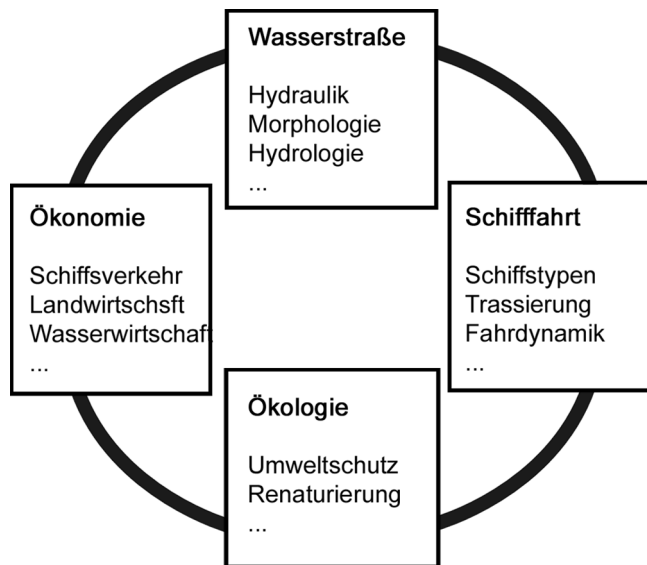 Wasserstraße
Hydraulik
Morphologie
Hydrologie
...
Ökonomie
Schiffsverkehr
Landwirtschsft
Wasserwirtschaft
...
Schifffahrt
Schiffstypen
Trassierung
Fahrdynamik
...
Ökologie
Umweltschutz
Renaturierung
...